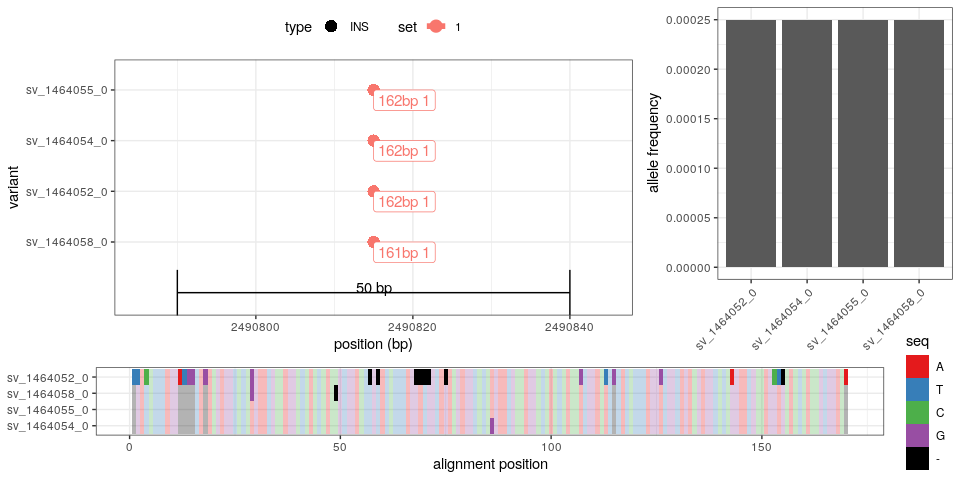 type INS set 1
variant
sv_1464055_0
162bp 1
sv_1464054_0
162bp 1
sv_1464052_0
162bp 1
sv_1464058_0
161bp 1
50 bp
2490800 2490820 2490840
position (bp)
allele frequency
0.00025
0.00020
0.00015
0.00010
0.00005
0.00000
sv_1464052_0 sv_1464054_0 sv_1464055_0 sv_1464058_0
sv_1464052_0
sv_1464058_0
sv_1464055_0
sv_1464054_0
0 50 100 150
alignment position
seq
A
T
C
G
-